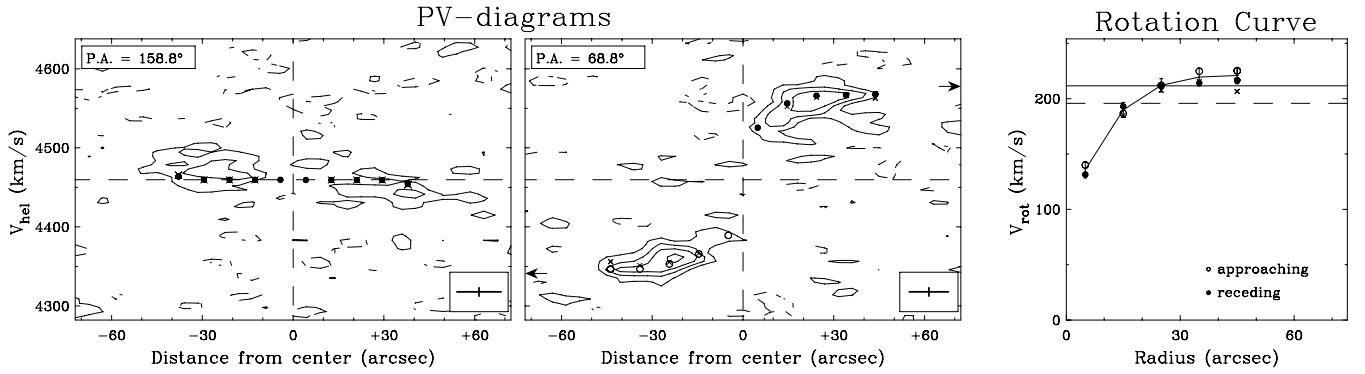 PV-diagrams
Rotation Curve
P.A. = 158.8°
P.A. = 68.8°
4600
4500
4400
4300
V_hel (km/s)
-60 -30 0 +30 +60
Distance from center (arcsec)
-60 -30 0 +30 +60
Distance from center (arcsec)
200
100
0
V_rot (km/s)
approaching
receding
0 30 60
Radius (arcsec)